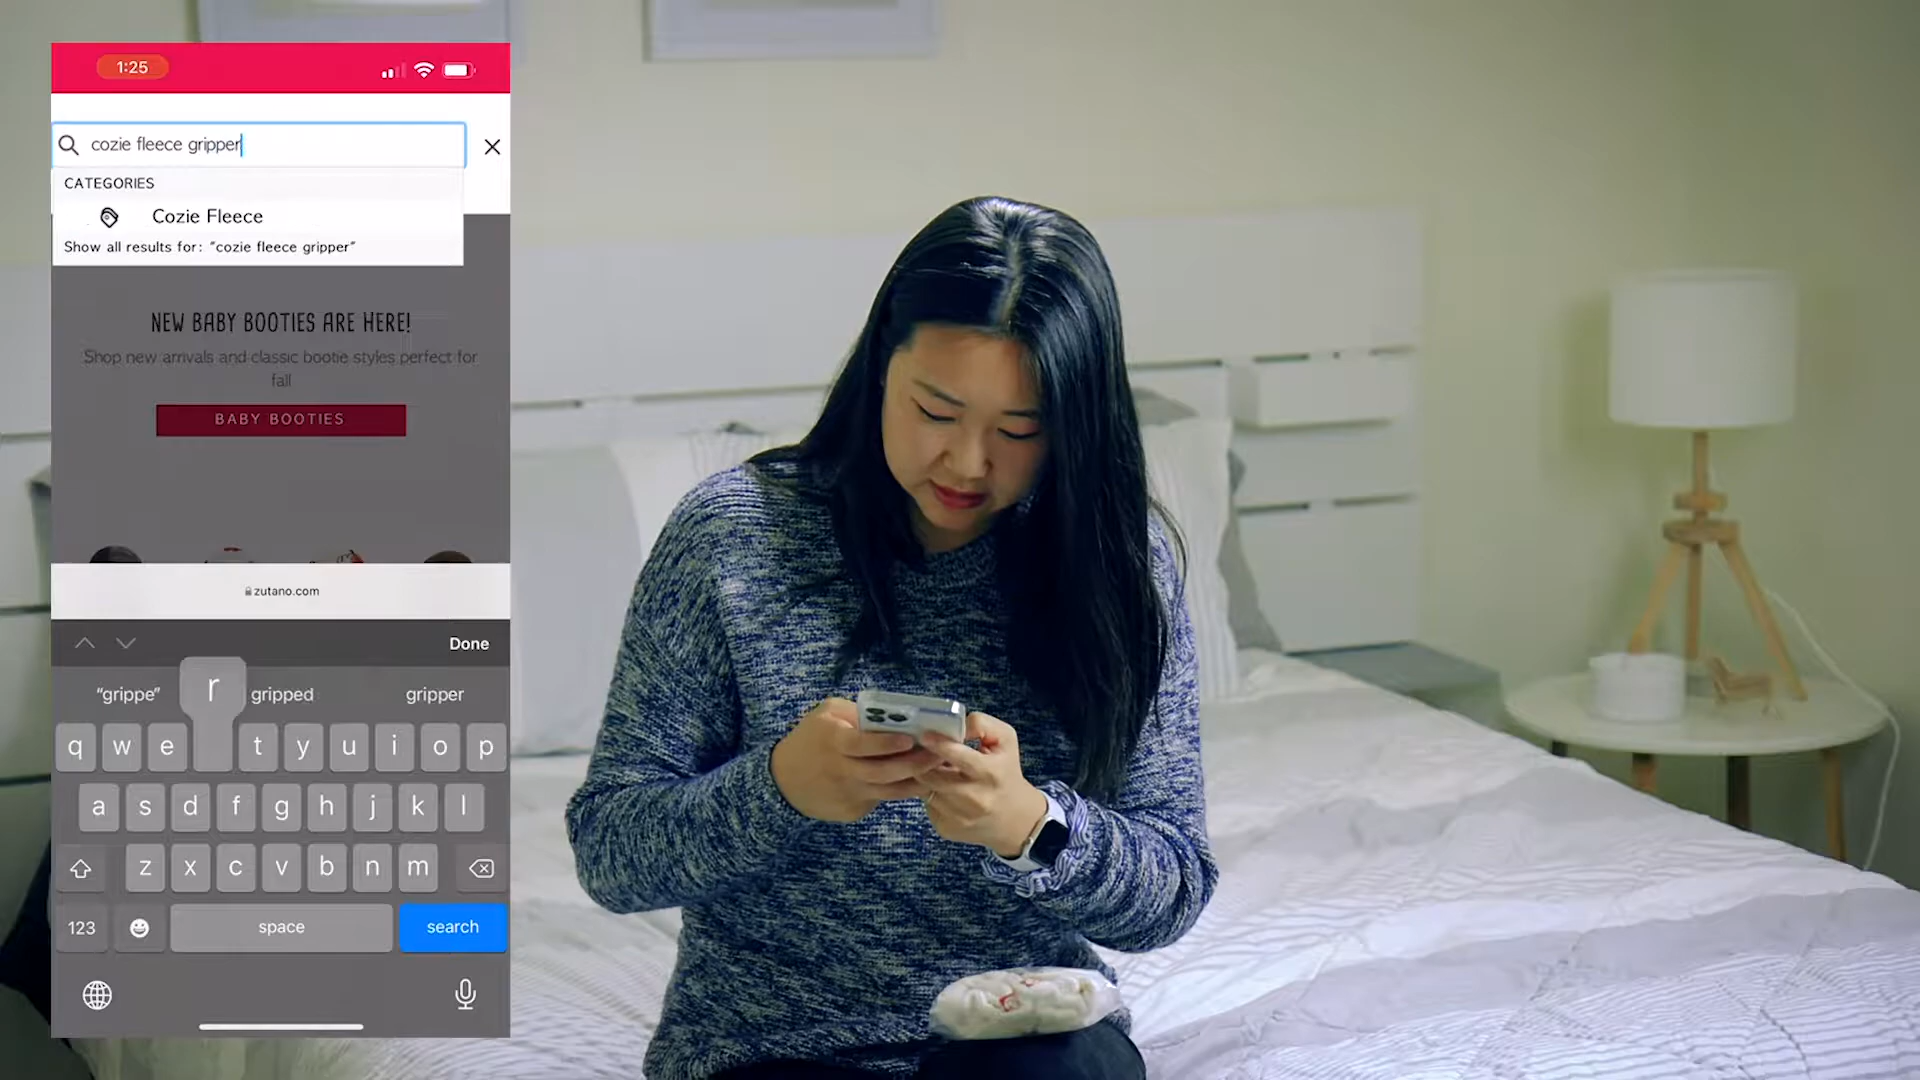 1:25
cozie fleece gripper
CATEGORIES
Cozie Fleece
Show all results for: "cozie fleece gripper"
NEW BABY BOOTIES ARE HERE!
Shop new arrivals and classic bootie styles perfect for
fall
BABY BOOTIES
zutano.com
Done
"grippe" gripped gripper
r
q w e t y u i o p
a s d f g h j k l
z x c v b n m
123 space search